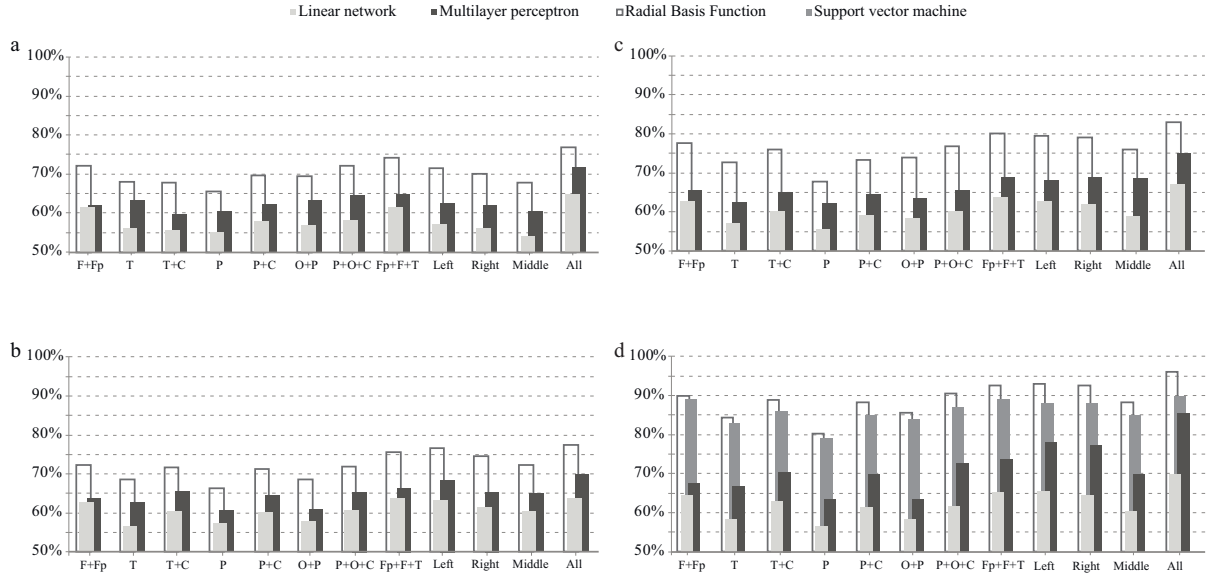 Linear network Multilayer perceptron Radial Basis Function Support vector machine
a
100%
90%
80%
70%
60%
50%
F+Fp T T+C P P+C O+P P+O+C Fp+F+T Left Right Middle All
c
100%
90%
80%
70%
60%
50%
F+Fp T T+C P P+C O+P P+O+C Fp+F+T Left Right Middle All
b
100%
90%
80%
70%
60%
50%
F+Fp T T+C P P+C O+P P+O+C Fp+F+T Left Right Middle All
d
100%
90%
80%
70%
60%
50%
F+Fp T T+C P P+C O+P P+O+C Fp+F+T Left Right Middle All